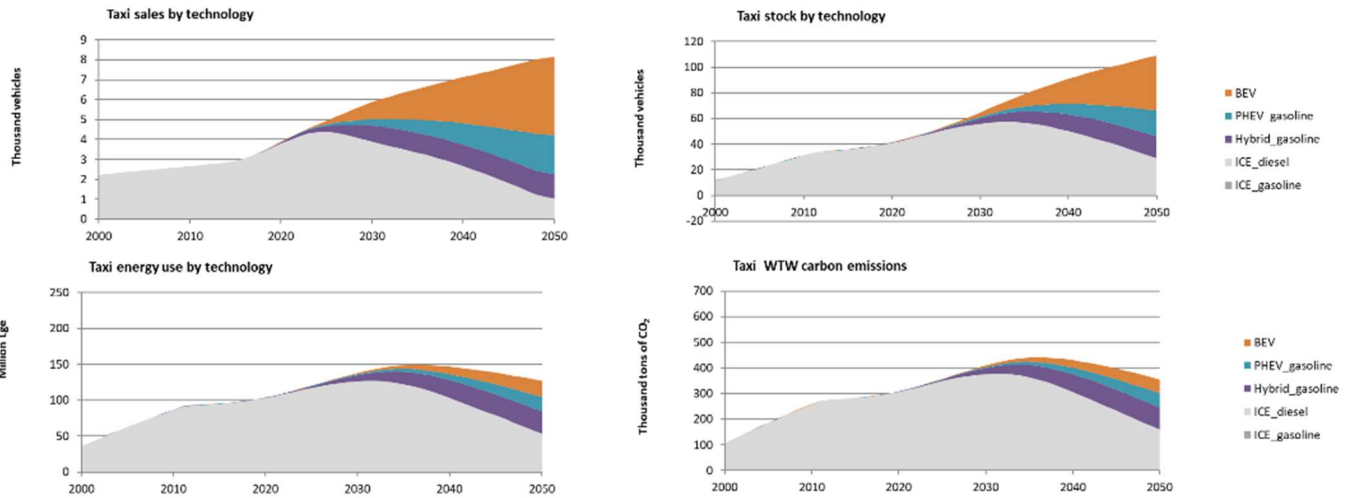 Taxi sales by technology
Thousand vehicles
9
8
7
6
5
4
3
2
1
0
2000 2010 2020 2030 2040 2050
Taxi stock by technology
Thousand vehicles
120
100
80
60
40
20
0
-20
2000 2010 2020 2030 2040 2050
BEV
PHEV_gasoline
Hybrid_gasoline
ICE_diesel
ICE_gasoline
Taxi energy use by technology
Million Lge
250
200
150
100
50
0
2000 2010 2020 2030 2040 2050
Taxi WTW carbon emissions
Thousand tons of CO₂
700
600
500
400
300
200
100
0
2000 2010 2020 2030 2040 2050
BEV
PHEV_gasoline
Hybrid_gasoline
ICE_diesel
ICE_gasoline